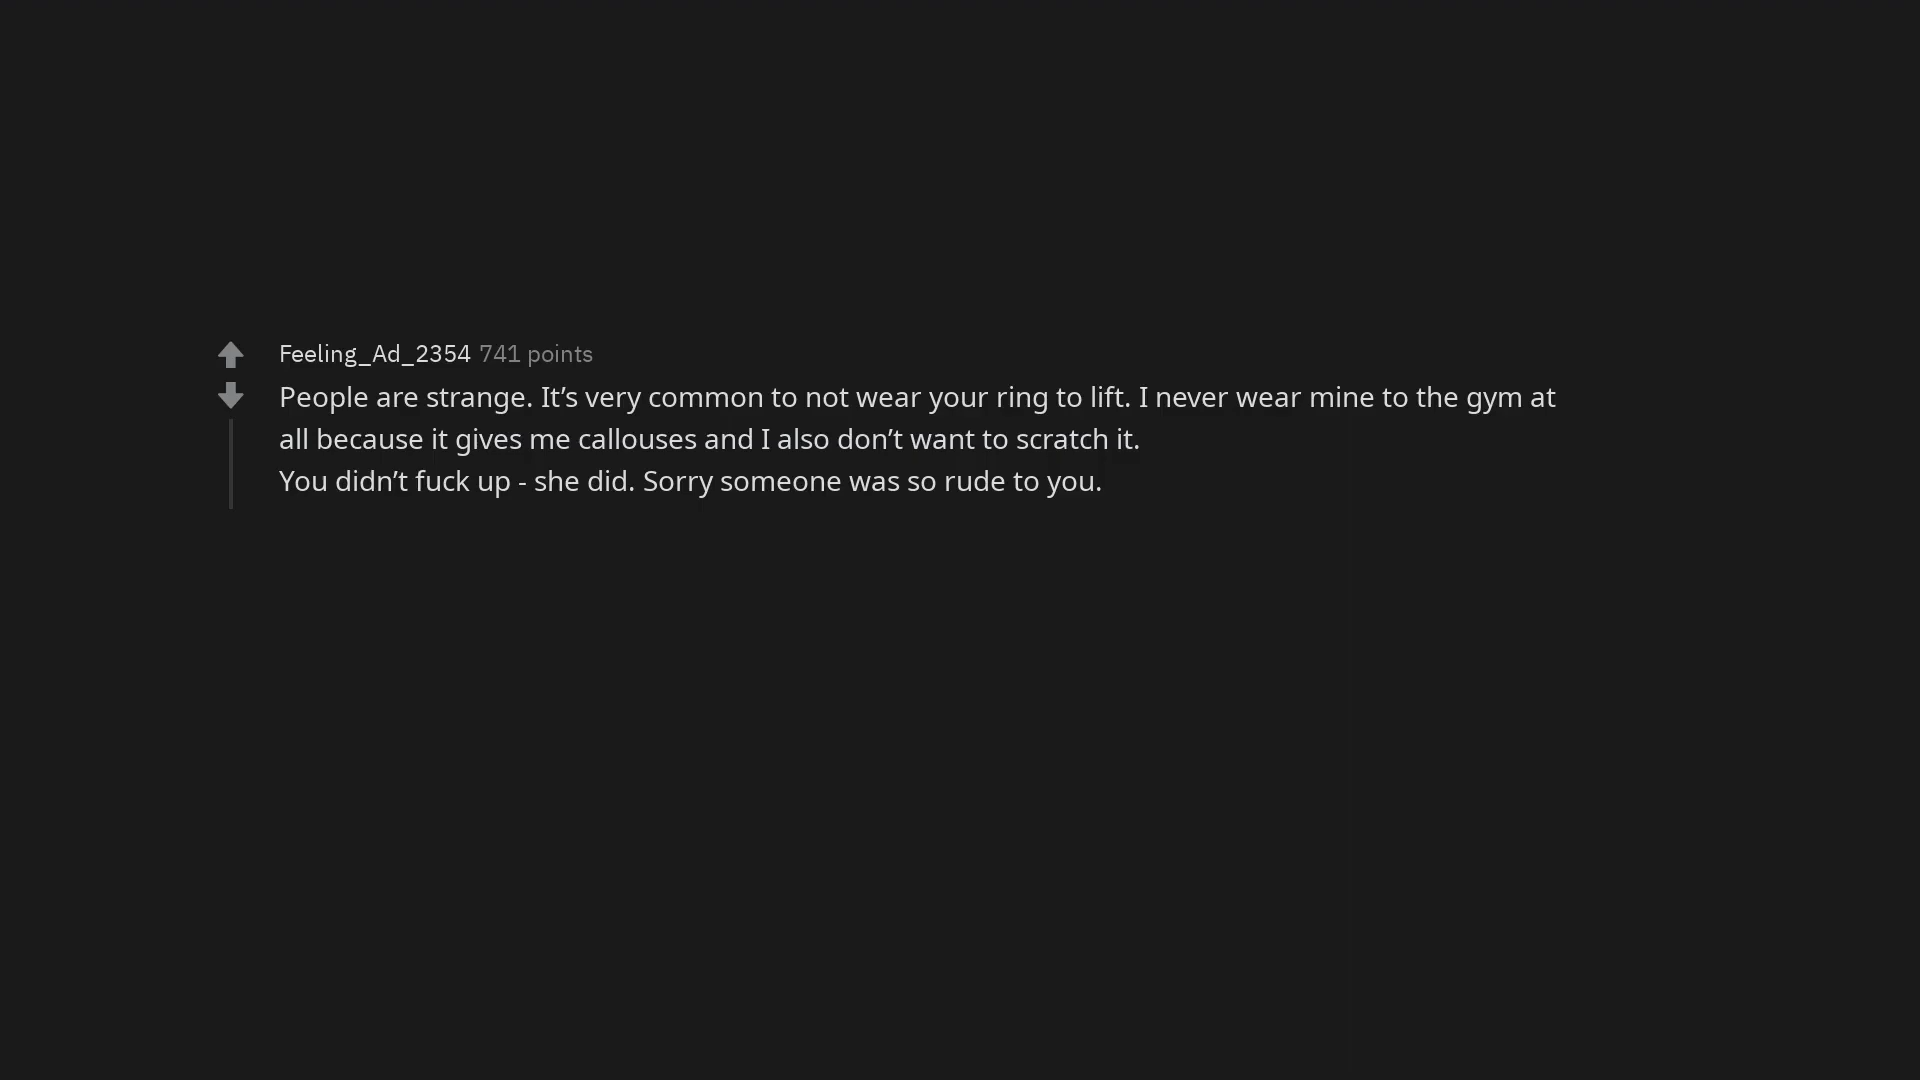 Feeling_Ad_2354 741 points
People are strange. It’s very common to not wear your ring to lift. I never wear mine to the gym at
all because it gives me callouses and I also don’t want to scratch it.
You didn’t fuck up - she did. Sorry someone was so rude to you.